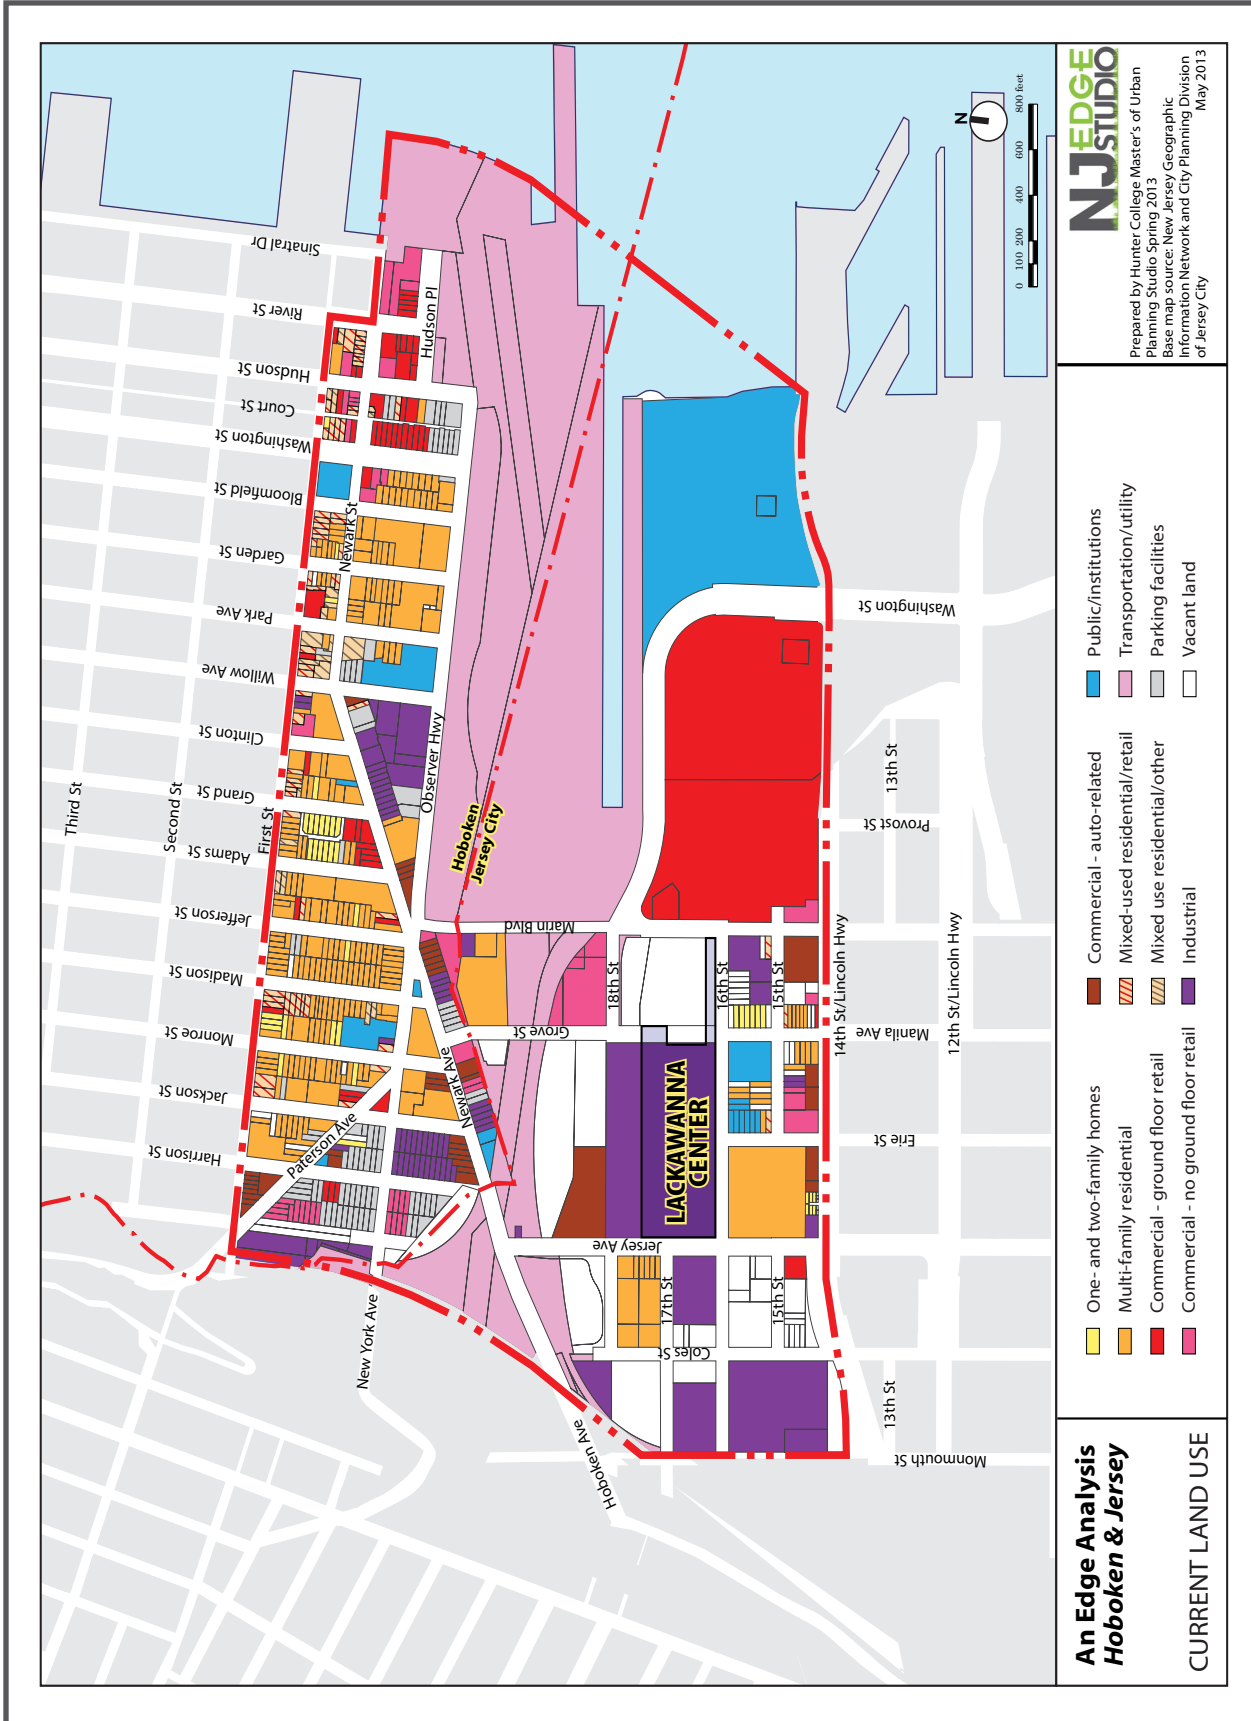 Third St
Second St
First St
Sinatral Dr
River St
Hudson St
Court St
Washington St
Bloomfield St
Garden St
Park Ave
Willow Ave
Clinton St
Grand St
Adams St
Jefferson St
Madison St
Monroe St
Jackson St
Harrison St
Hudson Pl
Newark St
Observer Hwy
Paterson Ave
Newark Ave
New York Ave
Hoboken Ave
Hoboken
Jersey City
Marin Blvd
Grove St
Jersey Ave
Coles St
18th St
17th St
16th St
15th St
15th St
LACKAWANNA
CENTER
14th St/Lincoln Hwy
12th St/Lincoln Hwy
13th St
13th St
Washington St
Provost St
Manila Ave
Erie St
Monmouth St
N
0 100 200 400 600 800 feet
An Edge Analysis
Hoboken & Jersey
CURRENT LAND USE
One- and two-family homes
Multi-family residential
Commercial - ground floor retail
Commercial - no ground floor retail
Commercial - auto-related
Mixed-used residential/retail
Mixed use residential/other
Industrial
Public/institutions
Transportation/utility
Parking facilities
Vacant land
NJ EDGE
STUDIO
Prepared by Hunter College Master's of Urban
Planning Studio Spring 2013
Base map source: New Jersey Geographic
Information Network and City Planning Division
of Jersey City
May 2013